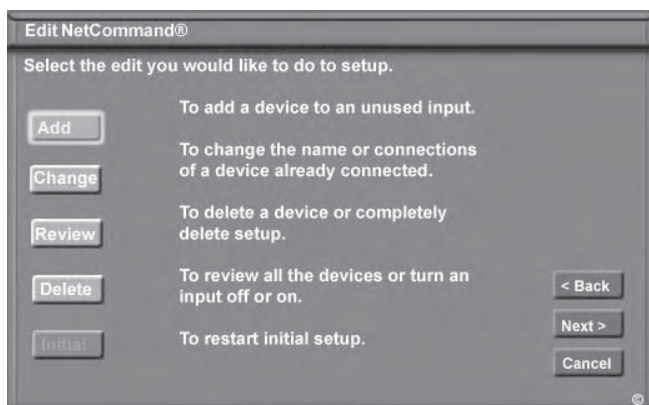 Edit NetCommand®
Select the edit you would like to do to setup.
Add
To add a device to an unused input.
Change
To change the name or connections
of a device already connected.
Review
To delete a device or completely
delete setup.
Delete
To review all the devices or turn an
input off or on.
Initial
To restart initial setup.
< Back
Next >
Cancel
©